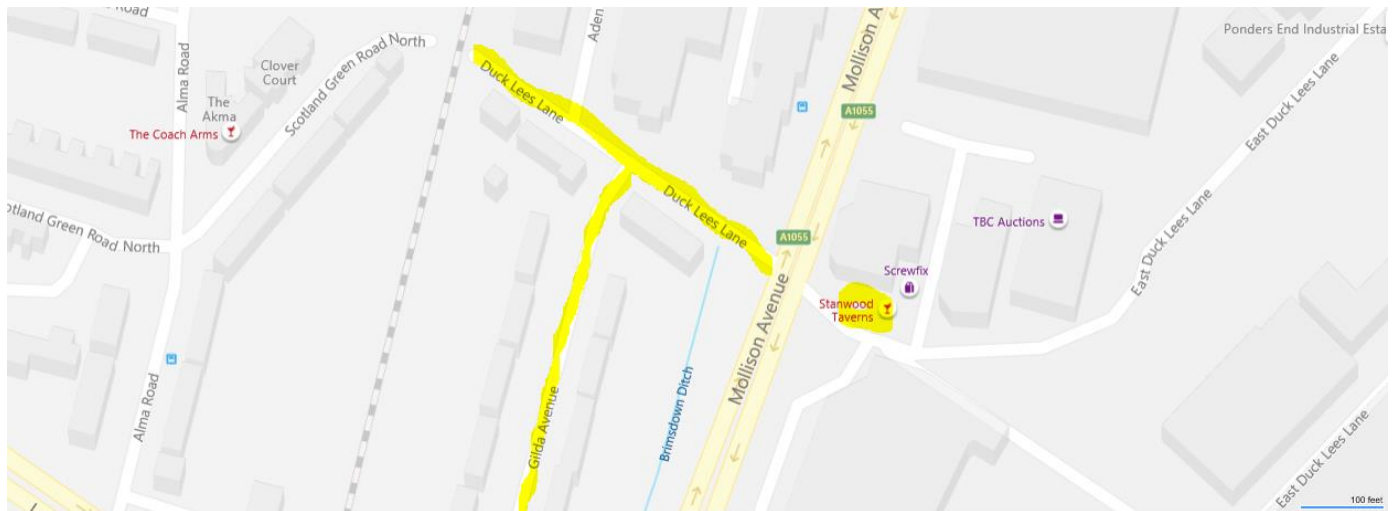 Road
Aden
Mollison A
Ponders End Industrial Esta
Alma Road
Clover
Court
Scotland Green Road North
The
Akma
The Coach Arms
Duck Lees Lane
A1055
East Duck Lees Lane
Duck Lees Lane
TBC Auctions
otland Green Road North
A1055
Screwfix
East Duck Lees Lane
Stanwood
Taverns
Mollison Avenue
Alma Road
Gilda Avenue
Brimsdown Ditch
East Duck Lees Lane
100 feet